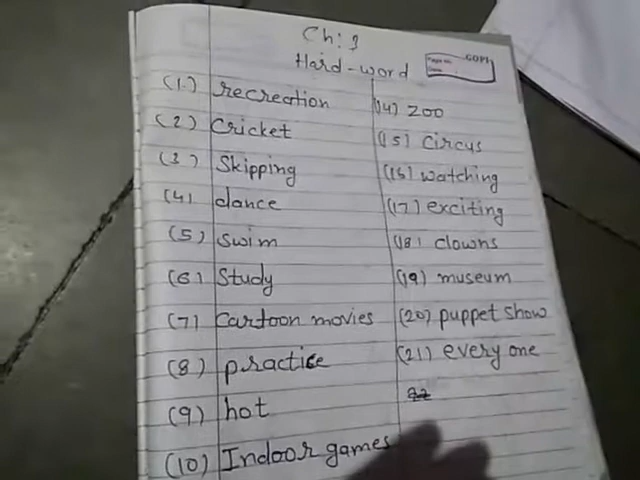 Ch: 3
Hard-word
COPY
(1) recreation
(2) Cricket
(3) Skipping
(4) dance
(5) Swim
(6) Study
(7) Cartoon movies
(8) practice
(9) hot
(10) Indoor games
(14) Zoo
(15) Circus
(16) watching
(17) exciting
(18) clowns
(19) museum
(20) puppet show
(21) every one